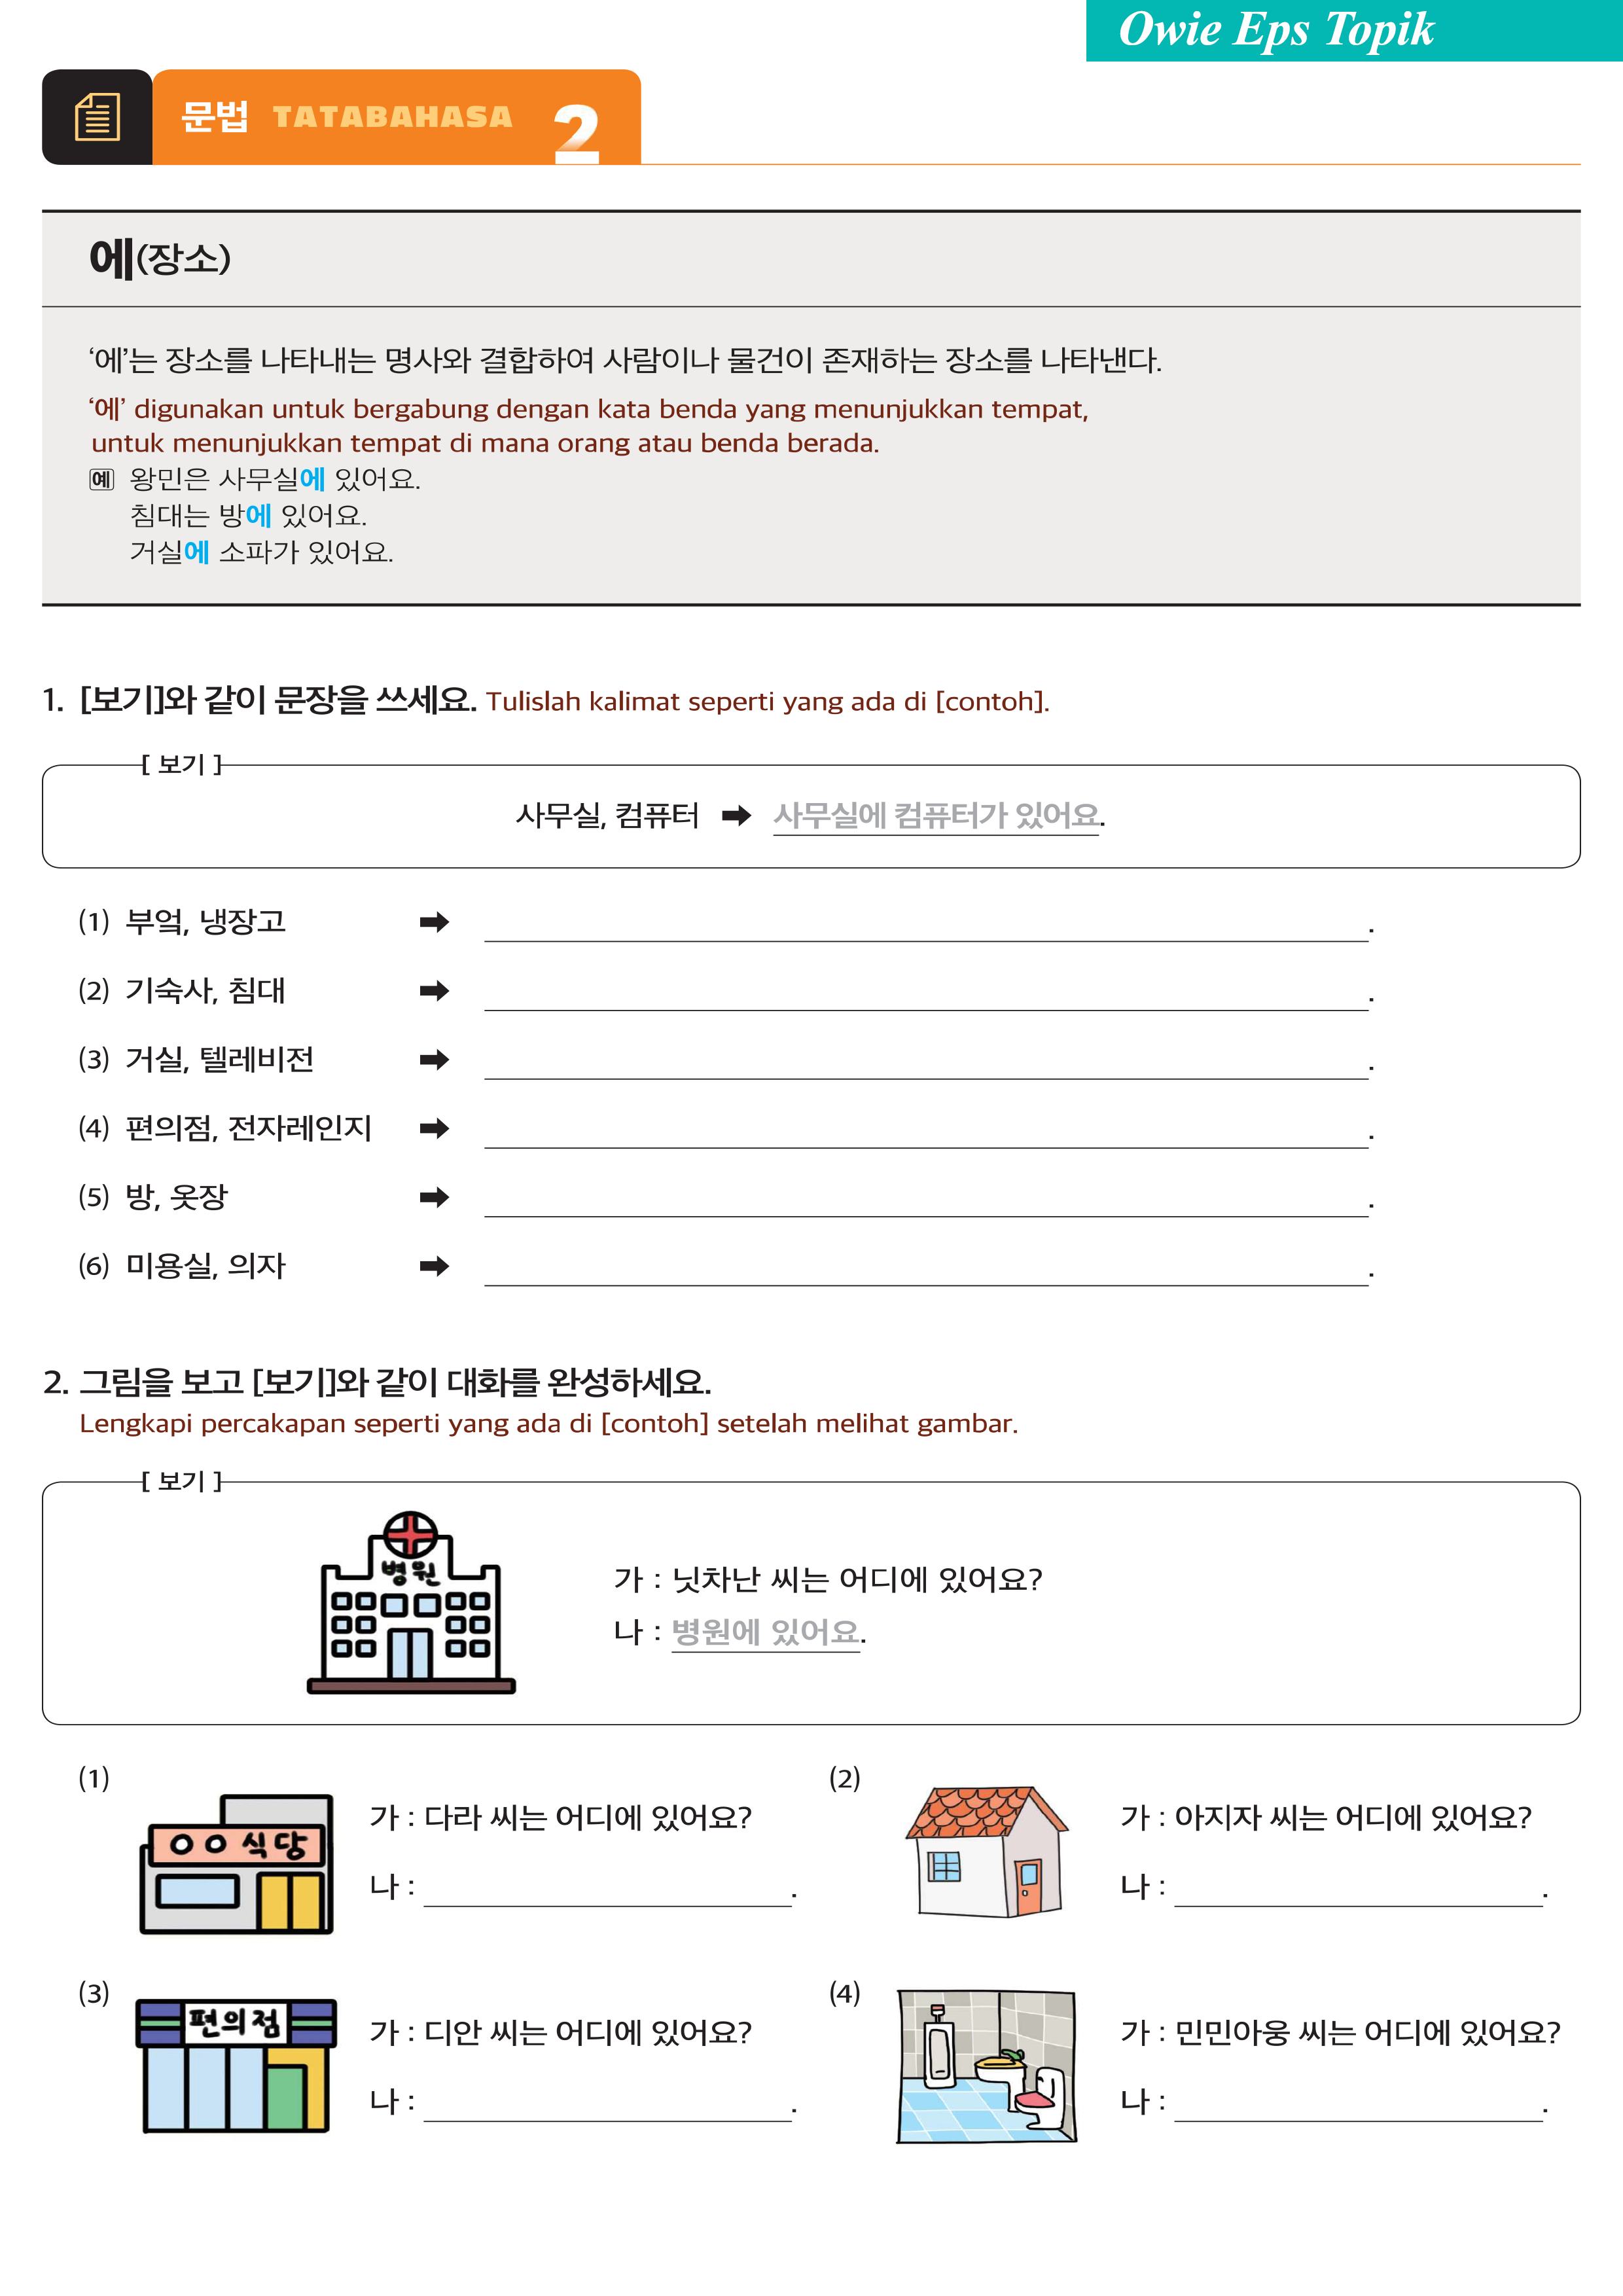 Owie Eps Topik
문법 TATABAHASA 2
에(장소)
‘에’는 장소를 나타내는 명사와 결합하여 사람이나 물건이 존재하는 장소를 나타낸다.
‘에’ digunakan untuk bergabung dengan kata benda yang menunjukkan tempat,
untuk menunjukkan tempat di mana orang atau benda berada.
예 왕민은 사무실에 있어요.
침대는 방에 있어요.
거실에 소파가 있어요.
1. [보기]와 같이 문장을 쓰세요. Tulislah kalimat seperti yang ada di [contoh].
[ 보기 ]
사무실, 컴퓨터 ➡ 사무실에 컴퓨터가 있어요.
(1) 부엌, 냉장고 ➡ .
(2) 기숙사, 침대 ➡ .
(3) 거실, 텔레비전 ➡ .
(4) 편의점, 전자레인지 ➡ .
(5) 방, 옷장 ➡ .
(6) 미용실, 의자 ➡ .
2. 그림을 보고 [보기]와 같이 대화를 완성하세요.
Lengkapi percakapan seperti yang ada di [contoh] setelah melihat gambar.
[ 보기 ]
병원
가 : 닛차난 씨는 어디에 있어요?
나 : 병원에 있어요.
(1)
○○식당
가 : 다라 씨는 어디에 있어요?
나 : .
(2)
가 : 아지자 씨는 어디에 있어요?
나 : .
(3)
편의점
가 : 디안 씨는 어디에 있어요?
나 : .
(4)
가 : 민민아웅 씨는 어디에 있어요?
나 : .